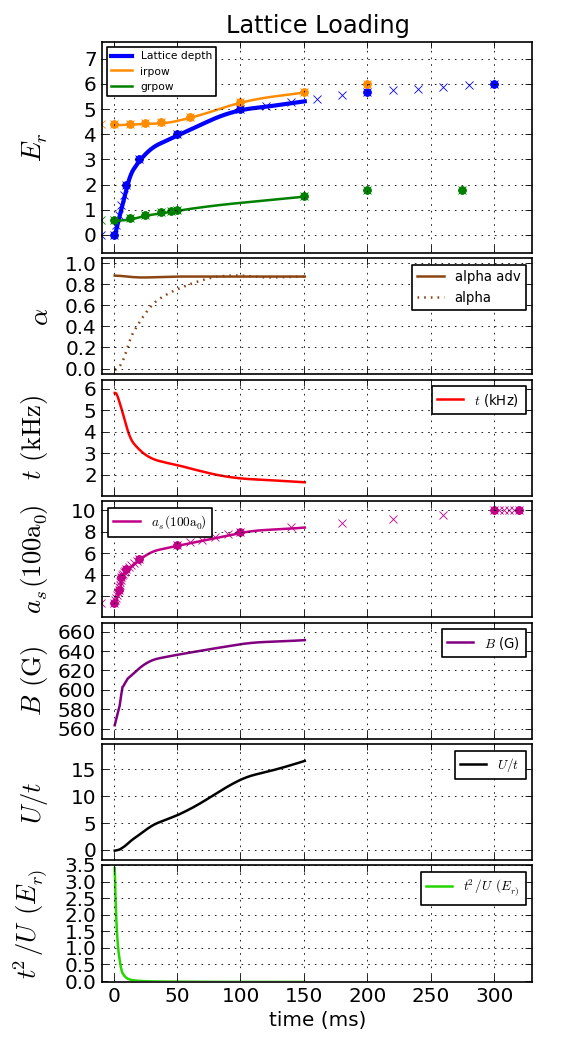 Lattice Loading
7
6
5
4
3
2
1
0
E_r
Lattice depth
irpow
grpow
1.0
0.8
0.6
0.4
0.2
0.0
α
alpha adv
alpha
6
5
4
3
2
t (kHz)
t (kHz)
10
8
6
4
2
a_s (100a_0)
a_s (100a_0)
660
640
620
600
580
560
B (G)
B (G)
15
10
5
0
U/t
U/t
3.5
3.0
2.5
2.0
1.5
1.0
0.5
0.0
t^2/U (E_r)
t^2/U (E_r)
0 50 100 150 200 250 300
time (ms)